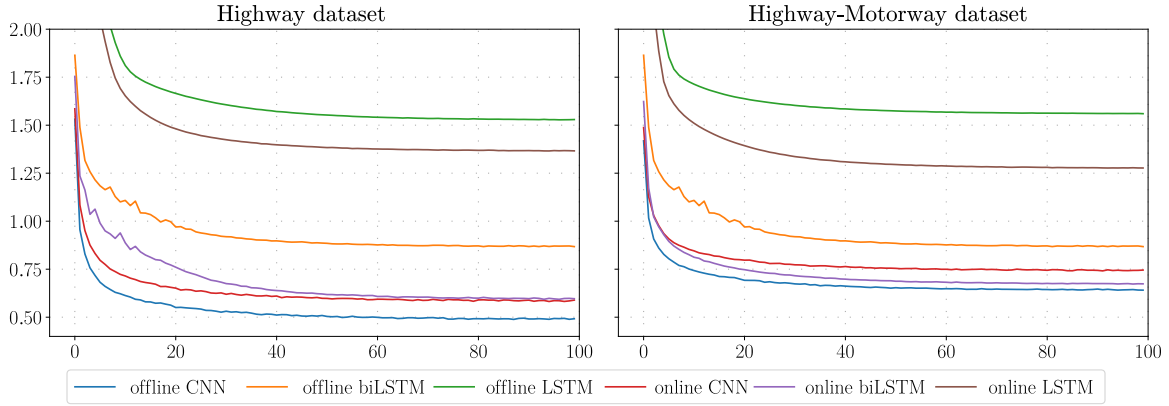 Highway dataset
Highway-Motorway dataset
2.00
1.75
1.50
1.25
1.00
0.75
0.50
0 20 40 60 80 100
0 20 40 60 80 100
offline CNN offline biLSTM offline LSTM online CNN online biLSTM online LSTM